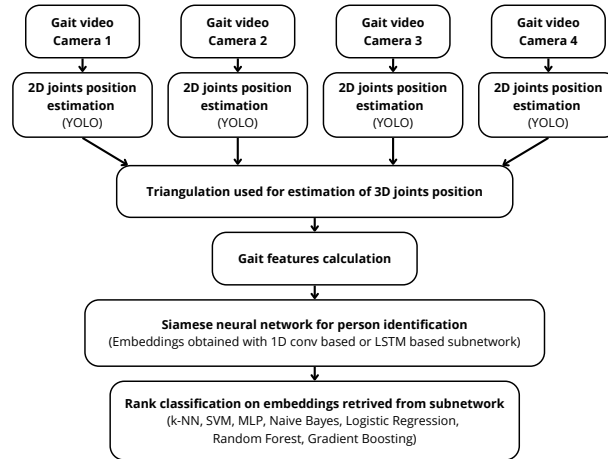 Gait video
Camera 1
Gait video
Camera 2
Gait video
Camera 3
Gait video
Camera 4
2D joints position
estimation
(YOLO)
2D joints position
estimation
(YOLO)
2D joints position
estimation
(YOLO)
2D joints position
estimation
(YOLO)
Triangulation used for estimation of 3D joints position
Gait features calculation
Siamese neural network for person identification
(Embeddings obtained with 1D conv based or LSTM based subnetwork)
Rank classification on embeddings retrived from subnetwork
(k-NN, SVM, MLP, Naive Bayes, Logistic Regression,
Random Forest, Gradient Boosting)